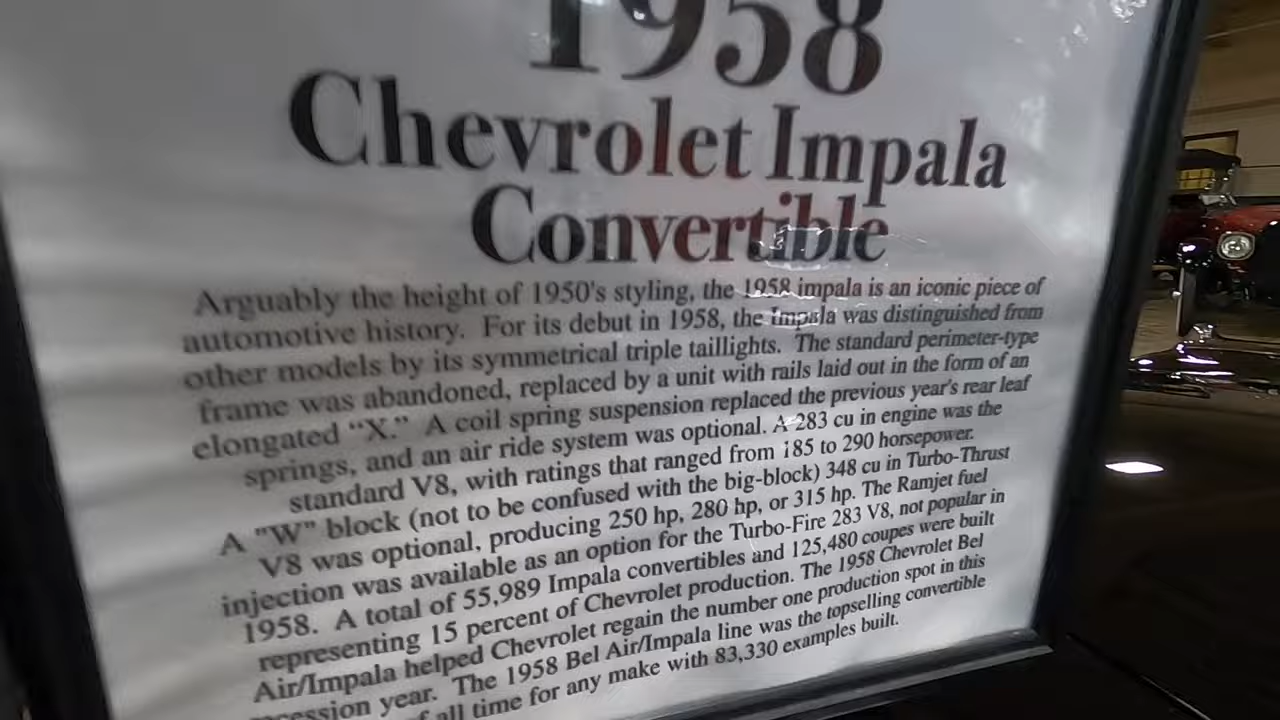 1958
Chevrolet Impala
Convertible
Arguably the height of 1950's styling, the 1958 impala is an iconic piece of
automotive history. For its debut in 1958, the Impala was distinguished from
other models by its symmetrical triple taillights. The standard perimeter-type
frame was abandoned, replaced by a unit with rails laid out in the form of an
elongated “X.” A coil spring suspension replaced the previous year's rear leaf
springs, and an air ride system was optional. A 283 cu in engine was the
standard V8, with ratings that ranged from 185 to 290 horsepower.
A "W" block (not to be confused with the big-block) 348 cu in Turbo-Thrust
V8 was optional, producing 250 hp, 280 hp, or 315 hp. The Ramjet fuel
injection was available as an option for the Turbo-Fire 283 V8, not popular in
1958. A total of 55,989 Impala convertibles and 125,480 coupes were built
representing 15 percent of Chevrolet production. The 1958 Chevrolet Bel
Air/Impala helped Chevrolet regain the number one production spot in this
year. The 1958 Bel Air/Impala line was the topselling convertible
all time for any make with 83,330 examples built.